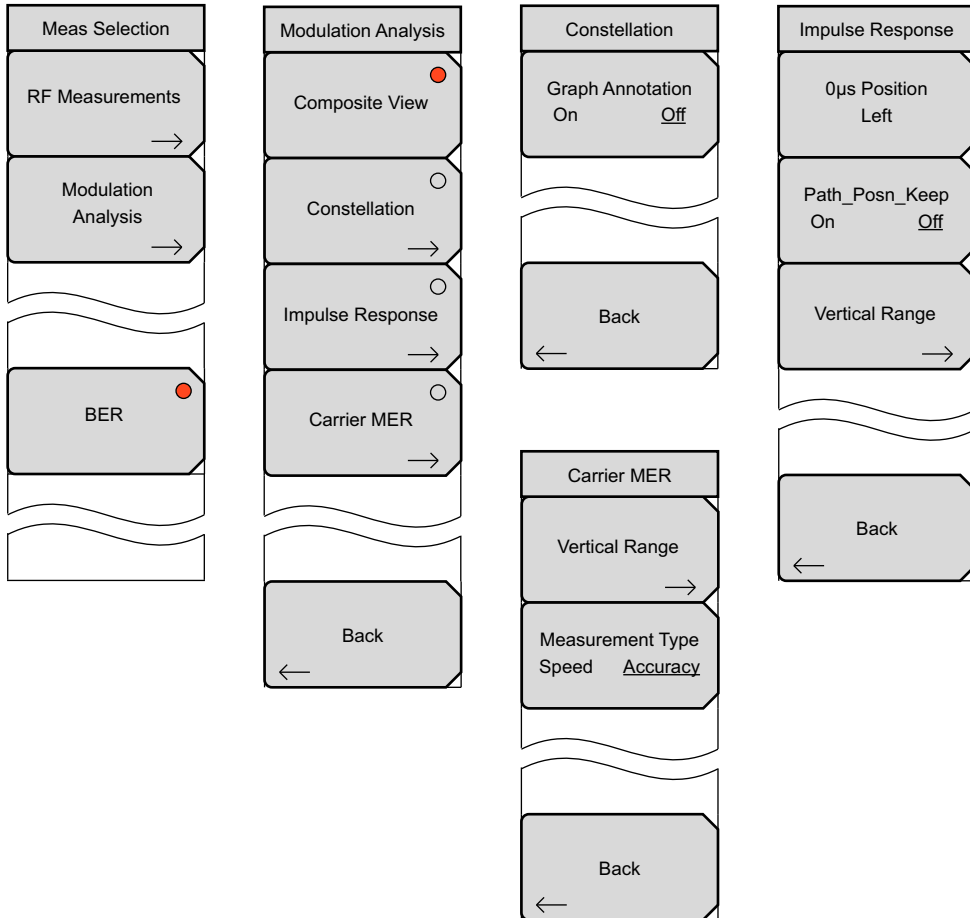 Meas Selection
RF Measurements
Modulation
Analysis
BER
Modulation Analysis
Composite View
Constellation
Impulse Response
Carrier MER
Back
Constellation
Graph Annotation
On Off
Back
Carrier MER
Vertical Range
Measurement Type
Speed Accuracy
Back
Impulse Response
0µs Position
Left
Path_Posn_Keep
On Off
Vertical Range
Back